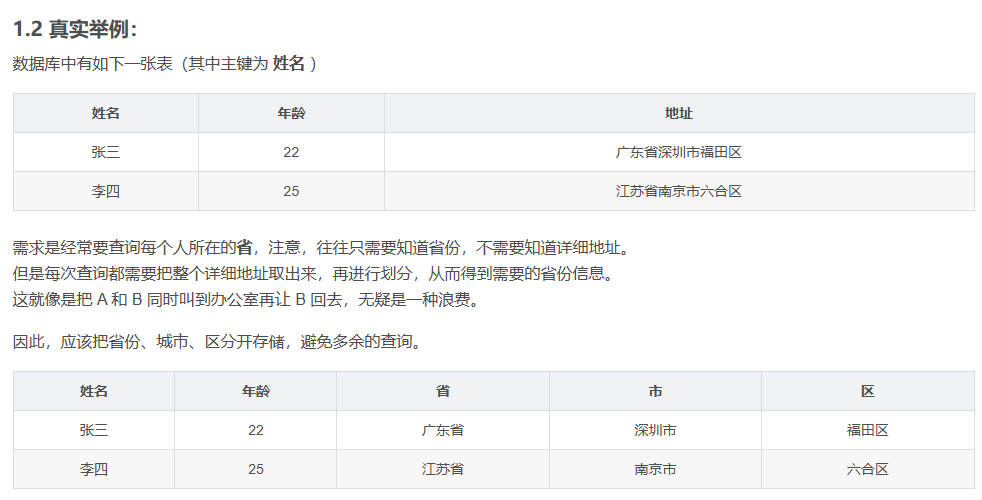 1.2 真实举例：
数据库中有如下一张表（其中主键为 姓名 ）
姓名 年龄 地址
张三 22 广东省深圳市福田区
李四 25 江苏省南京市六合区
需求是经常要查询每个人所在的省，注意，往往只需要知道省份，不需要知道详细地址。
但是每次查询都需要把整个详细地址取出来，再进行划分，从而得到需要的省份信息。
这就像是把 A 和 B 同时叫到办公室再让 B 回去，无疑是一种浪费。
因此，应该把省份、城市、区分开存储，避免多余的查询。
姓名 年龄 省 市 区
张三 22 广东省 深圳市 福田区
李四 25 江苏省 南京市 六合区